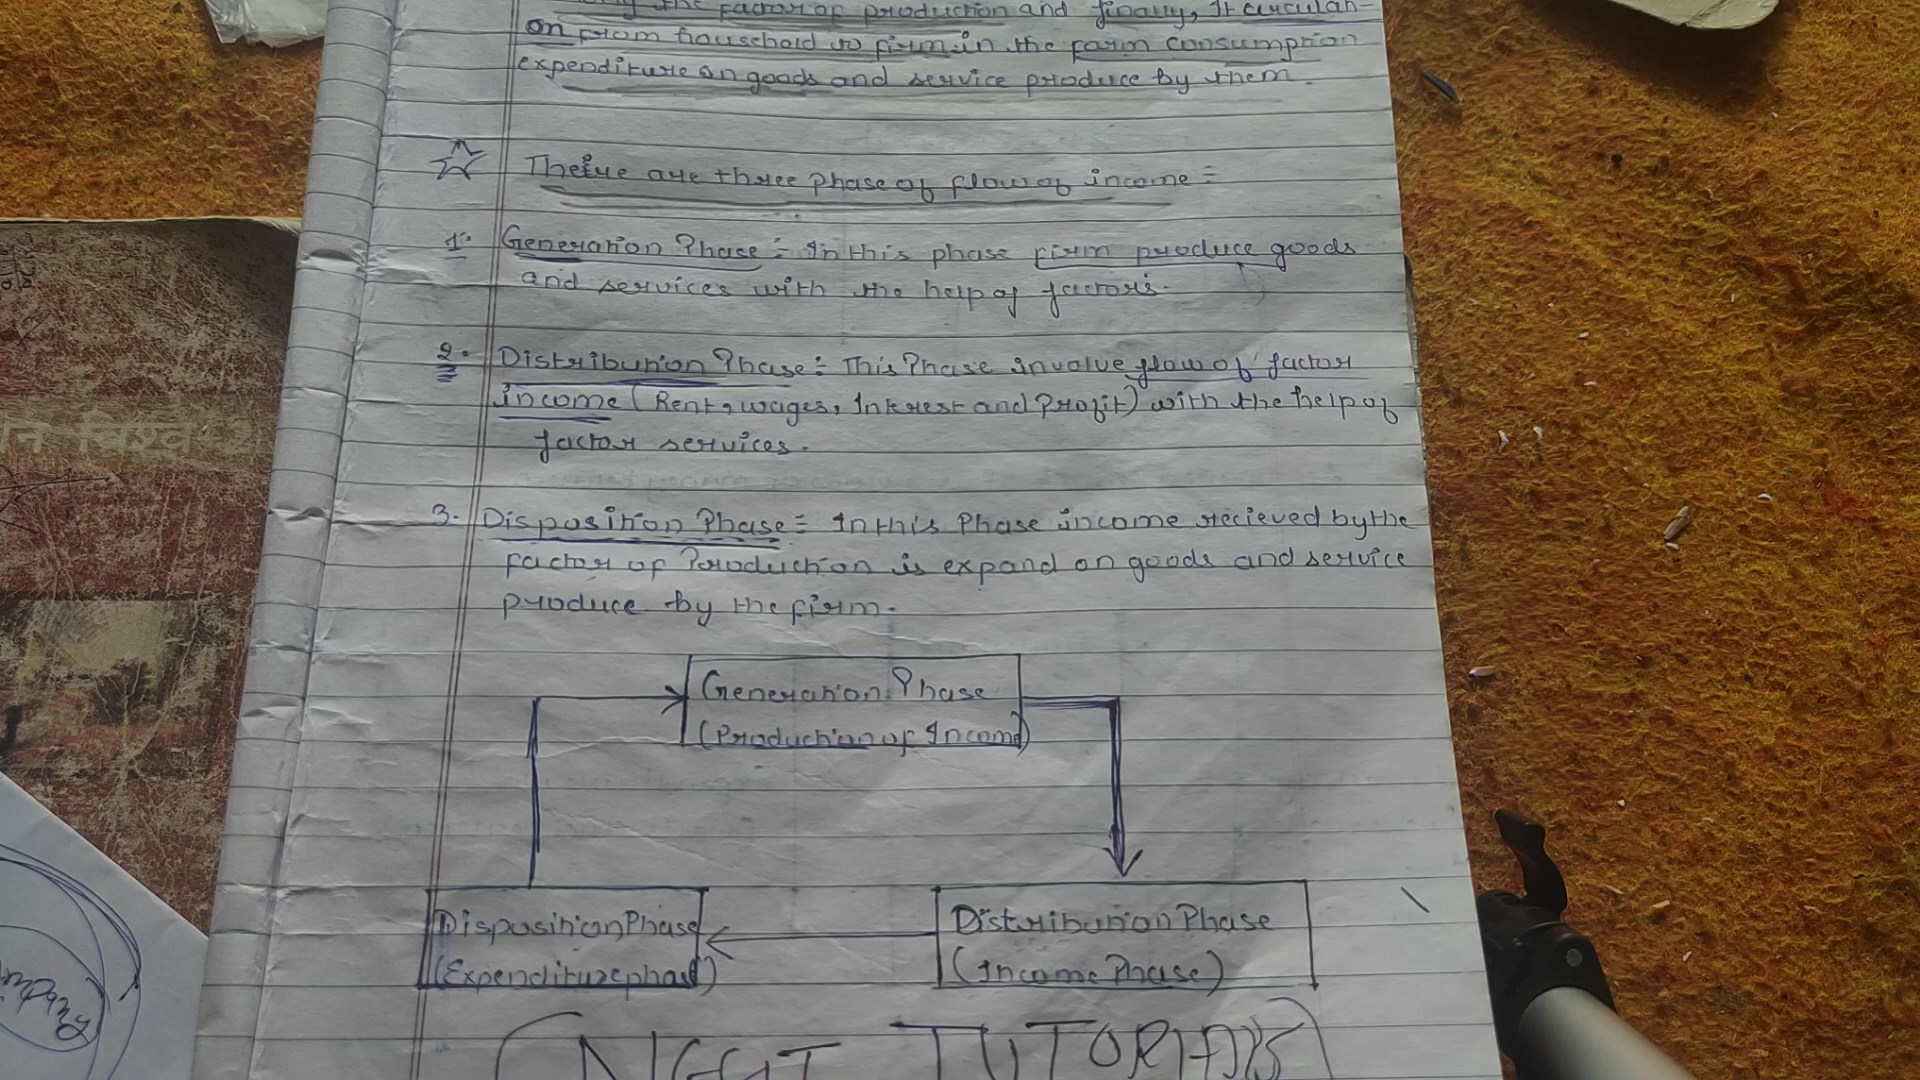 the factor of production and finally, It circulati-
on from household to firm in the farm consumption
expenditure on goods and service produce by them.
There are three phase of flow of income =
1. Generation Phase = In this phase firm produce goods
and services with the help of factors.
2. Distribution Phase = This Phase involve flow of factor
income (Rent, wages, Interest and Profit) with the help of
factor services.
3. Disposition Phase = In this Phase income recieved by the
factor of Production is expand on goods and service
produce by the firm.
Generation Phase
(Production of Income)
Disposition Phase
(Expenditure phase)
Distribution Phase
(Income Phase)
TUTORIALS
mpany